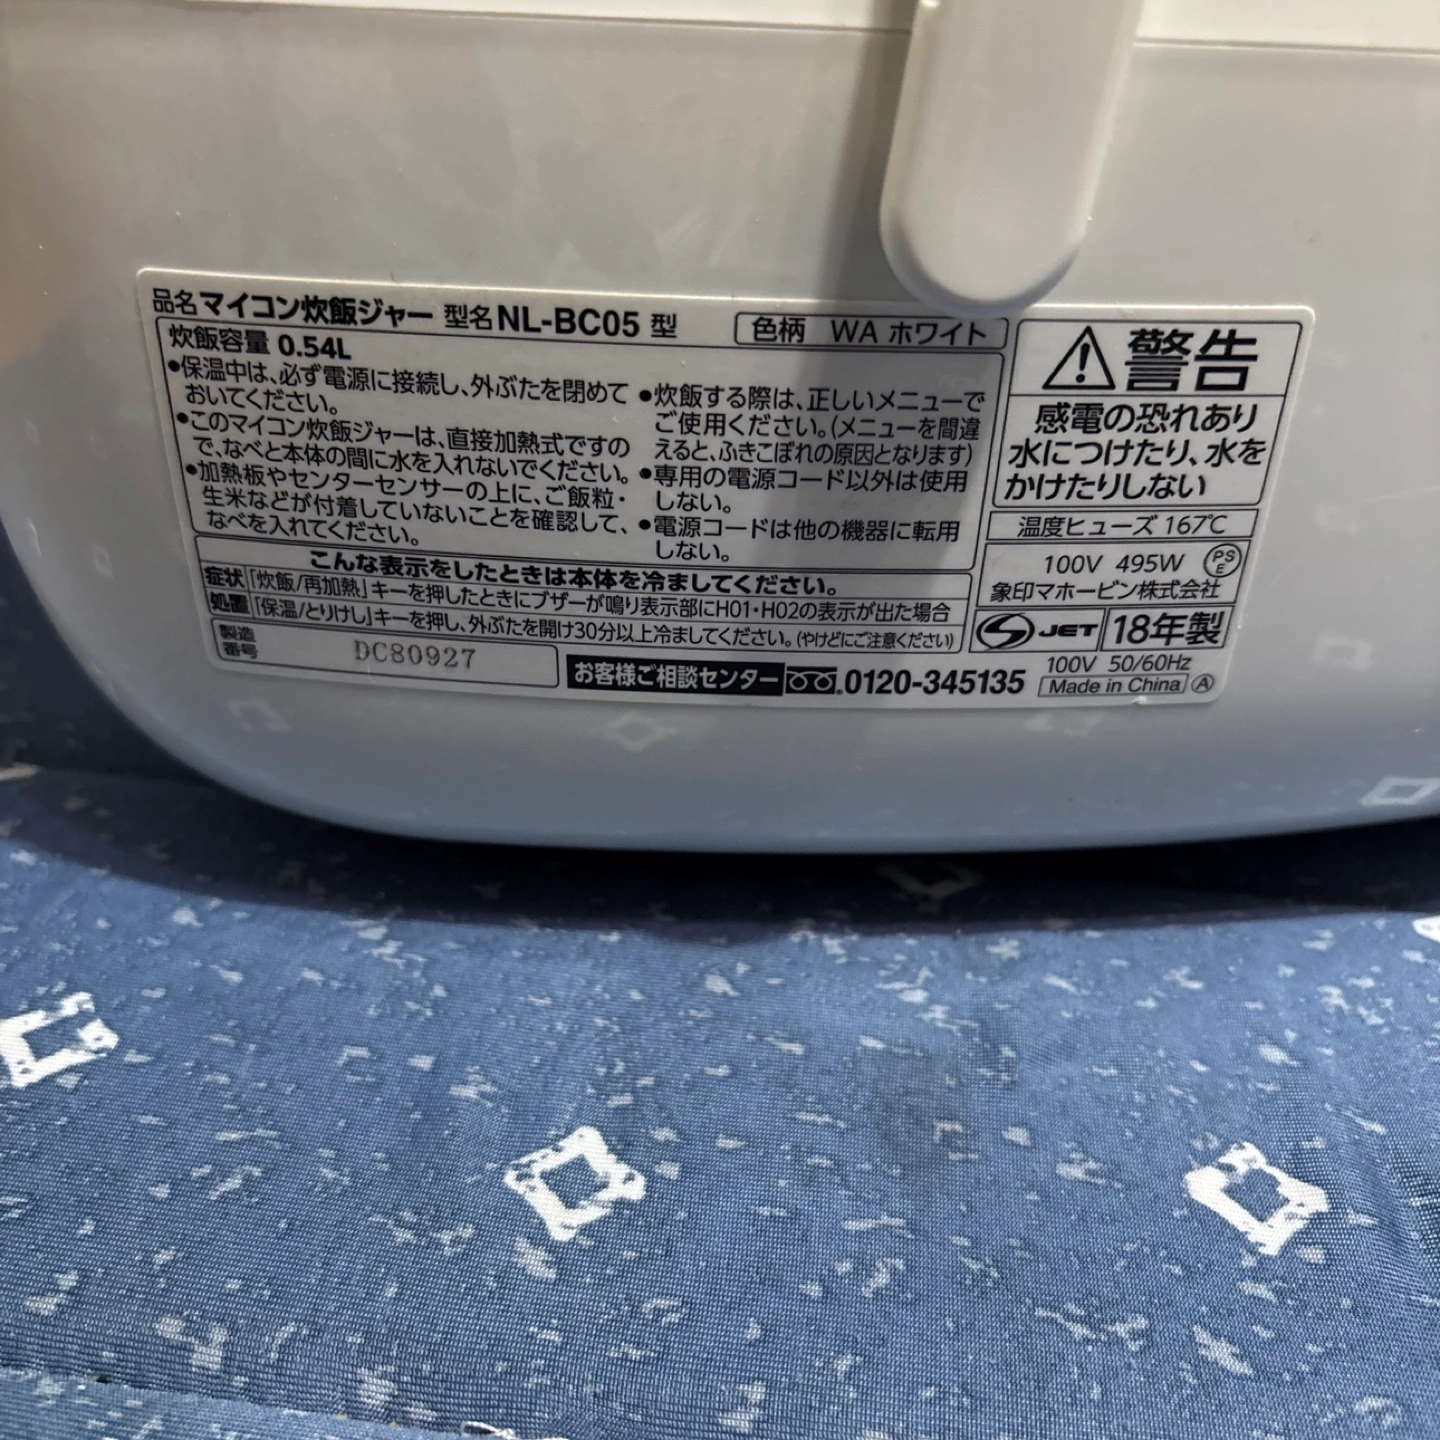 品名マイコン炊飯ジャー 型名NL-BC05型
色柄 WA ホワイト
炊飯容量 0.54L
●保温中は、必ず電源に接続し、外ぶたを閉めて
おいてください。
●このマイコン炊飯ジャーは、直接加熱式ですの
で、なべと本体の間に水を入れないでください。
●加熱板やセンターセンサーの上に、ご飯粒・
生米などが付着していないことを確認して、
なべを入れてください。
●炊飯する際は、正しいメニューで
ご使用ください。(メニューを間違
えると、ふきこぼれの原因となります)
●専用の電源コード以外は使用
しない。
●電源コードは他の機器に転用
しない。
こんな表示をしたときは本体を冷ましてください。
症状 「炊飯/再加熱」キーを押したときにブザーが鳴り表示部にH01・H02の表示が出た場合
処置 「保温/とりけし」キーを押し、外ぶたを開け30分以上冷ましてください。(やけどにご注意ください)
製造
番号
DC80927
お客様ご相談センター 0120-345135
警告
感電の恐れあり
水につけたり、水を
かけたりしない
温度ヒューズ 167℃
100V 495W
PS
E
象印マホービン株式会社
S JET 18年製
100V 50/60Hz
Made in China A